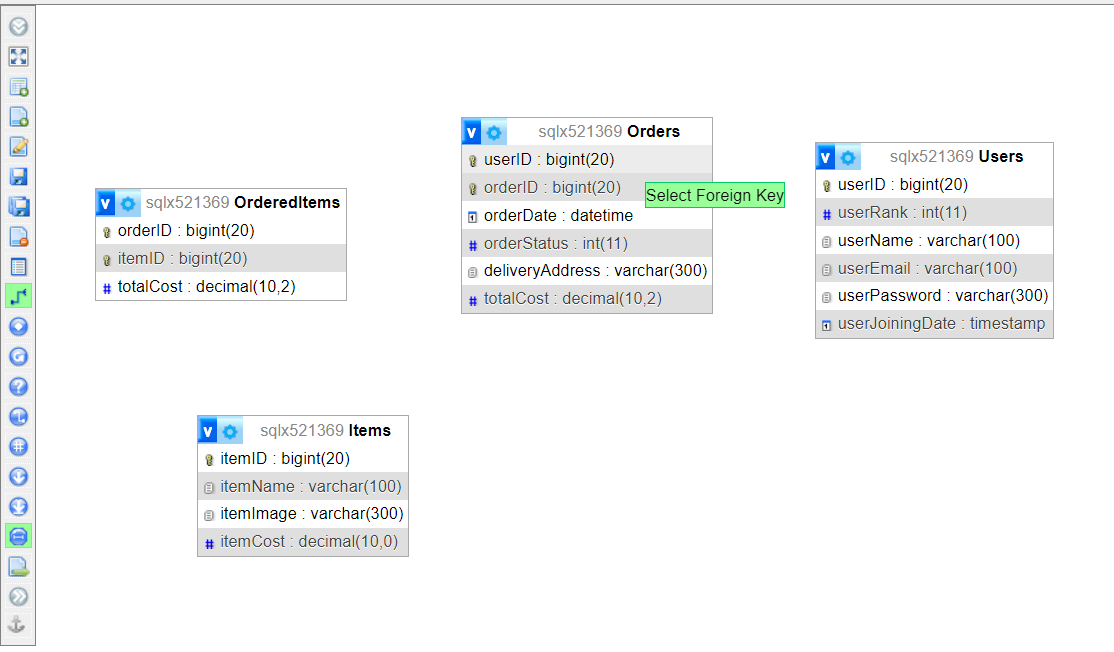 v sqlx521369 Orders
userID : bigint(20)
orderID : bigint(20)
Select Foreign Key
orderDate : datetime
orderStatus : int(11)
deliveryAddress : varchar(300)
totalCost : decimal(10,2)
v sqlx521369 Users
userID : bigint(20)
userRank : int(11)
userName : varchar(100)
userEmail : varchar(100)
userPassword : varchar(300)
userJoiningDate : timestamp
v sqlx521369 OrderedItems
orderID : bigint(20)
itemID : bigint(20)
totalCost : decimal(10,2)
v sqlx521369 Items
itemID : bigint(20)
itemName : varchar(100)
itemImage : varchar(300)
itemCost : decimal(10,0)